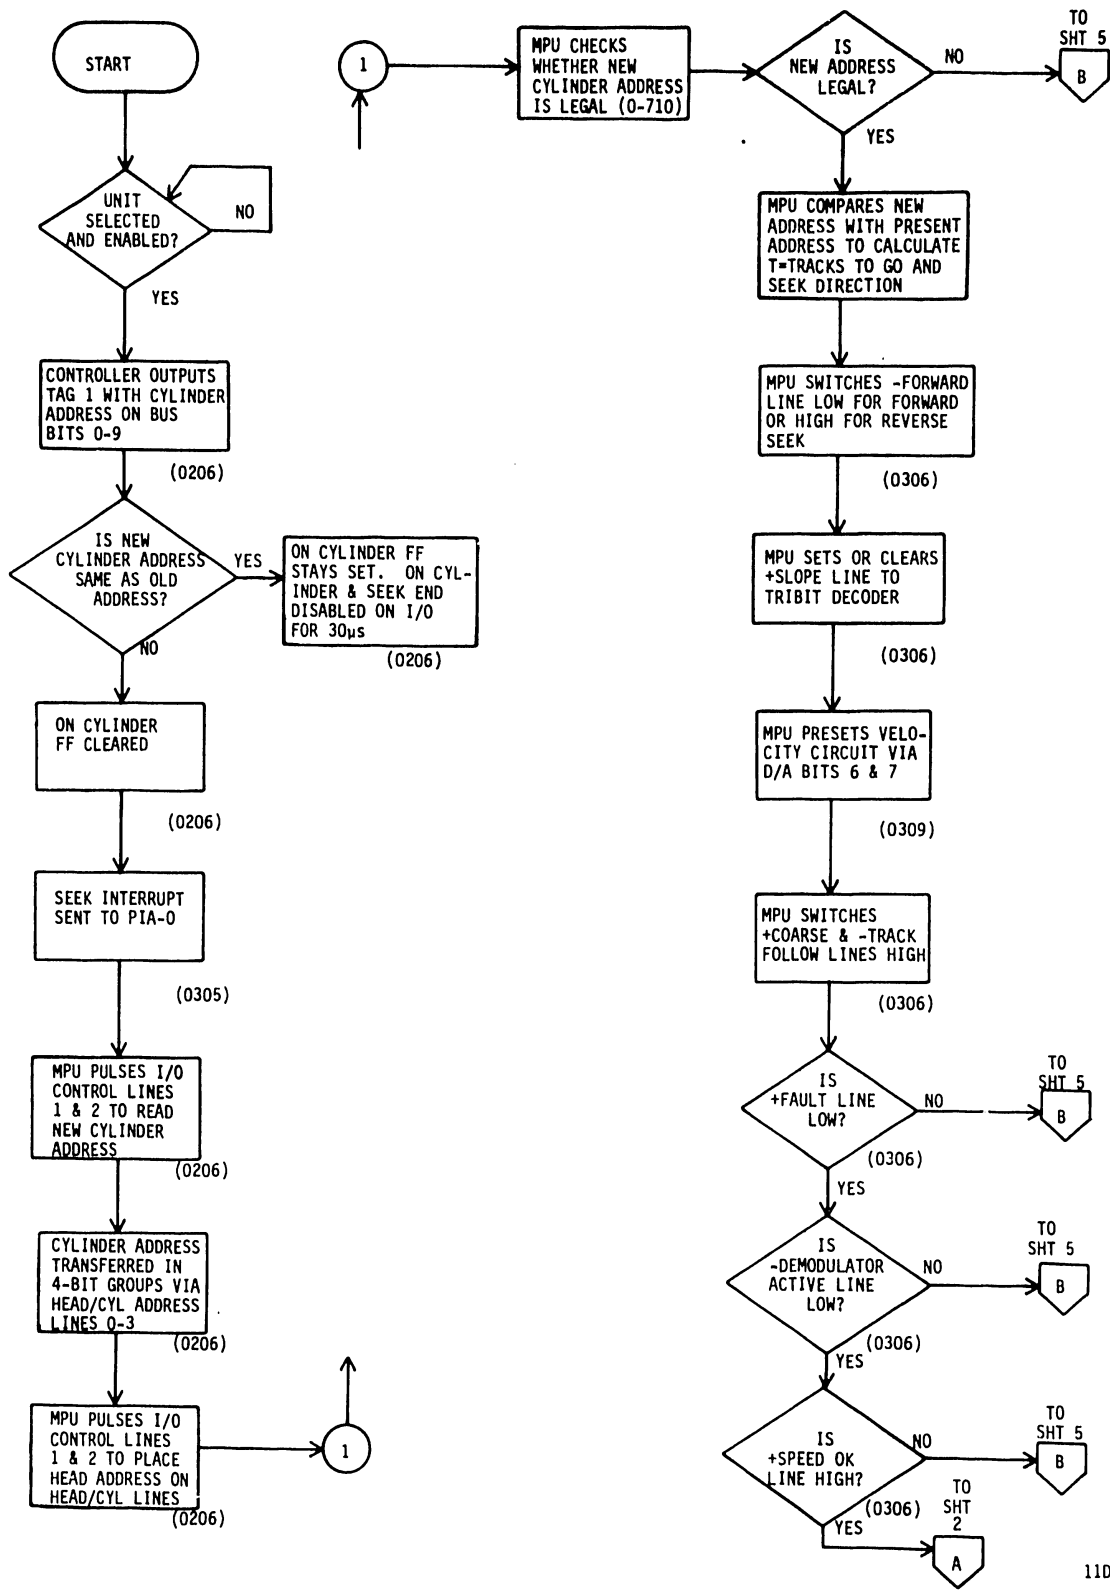 START
UNIT
SELECTED
AND ENABLED?
NO
YES
CONTROLLER OUTPUTS
TAG 1 WITH CYLINDER
ADDRESS ON BUS
BITS 0-9
(0206)
IS NEW
CYLINDER ADDRESS
SAME AS OLD
ADDRESS?
YES
ON CYLINDER FF
STAYS SET. ON CYL-
INDER & SEEK END
DISABLED ON I/O
FOR 30µs
(0206)
NO
ON CYLINDER
FF CLEARED
(0206)
SEEK INTERRUPT
SENT TO PIA-0
(0305)
MPU PULSES I/O
CONTROL LINES
1 & 2 TO READ
NEW CYLINDER
ADDRESS
(0206)
CYLINDER ADDRESS
TRANSFERRED IN
4-BIT GROUPS VIA
HEAD/CYL ADDRESS
LINES 0-3
(0206)
MPU PULSES I/O
CONTROL LINES
1 & 2 TO PLACE
HEAD ADDRESS ON
HEAD/CYL LINES
(0206)
1
1
MPU CHECKS
WHETHER NEW
CYLINDER ADDRESS
IS LEGAL (0-710)
IS
NEW ADDRESS
LEGAL?
NO
TO
SHT 5
B
YES
MPU COMPARES NEW
ADDRESS WITH PRESENT
ADDRESS TO CALCULATE
T=TRACKS TO GO AND
SEEK DIRECTION
MPU SWITCHES -FORWARD
LINE LOW FOR FORWARD
OR HIGH FOR REVERSE
SEEK
(0306)
MPU SETS OR CLEARS
+SLOPE LINE TO
TRIBIT DECODER
(0306)
MPU PRESETS VELO-
CITY CIRCUIT VIA
D/A BITS 6 & 7
(0309)
MPU SWITCHES
+COARSE & -TRACK
FOLLOW LINES HIGH
(0306)
IS
+FAULT LINE
LOW?
NO
TO
SHT 5
B
(0306)
YES
IS
-DEMODULATOR
ACTIVE LINE
LOW?
NO
TO
SHT 5
B
(0306)
YES
IS
+SPEED OK
LINE HIGH?
NO
TO
SHT 5
B
(0306)
YES
TO
SHT
2
A
11D